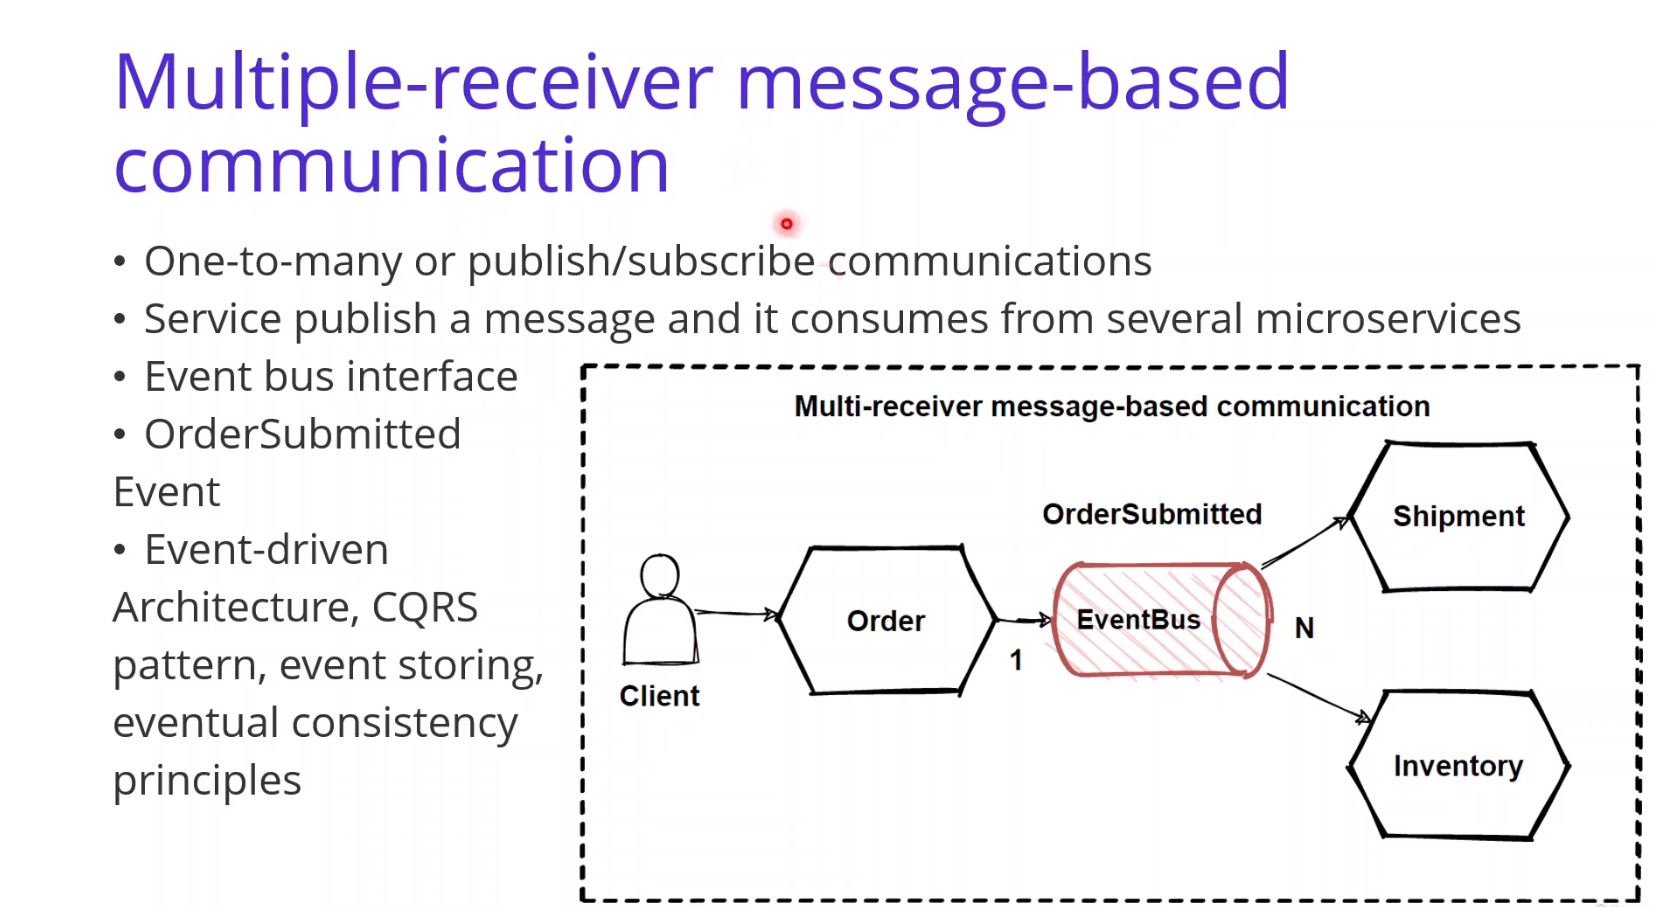 Multiple-receiver message-based
communication
• One-to-many or publish/subscribe communications
• Service publish a message and it consumes from several microservices
• Event bus interface
• OrderSubmitted
Event
• Event-driven
Architecture, CQRS
pattern, event storing,
eventual consistency
principles
Multi-receiver message-based communication
Client
Order
1
OrderSubmitted
EventBus
N
Shipment
Inventory